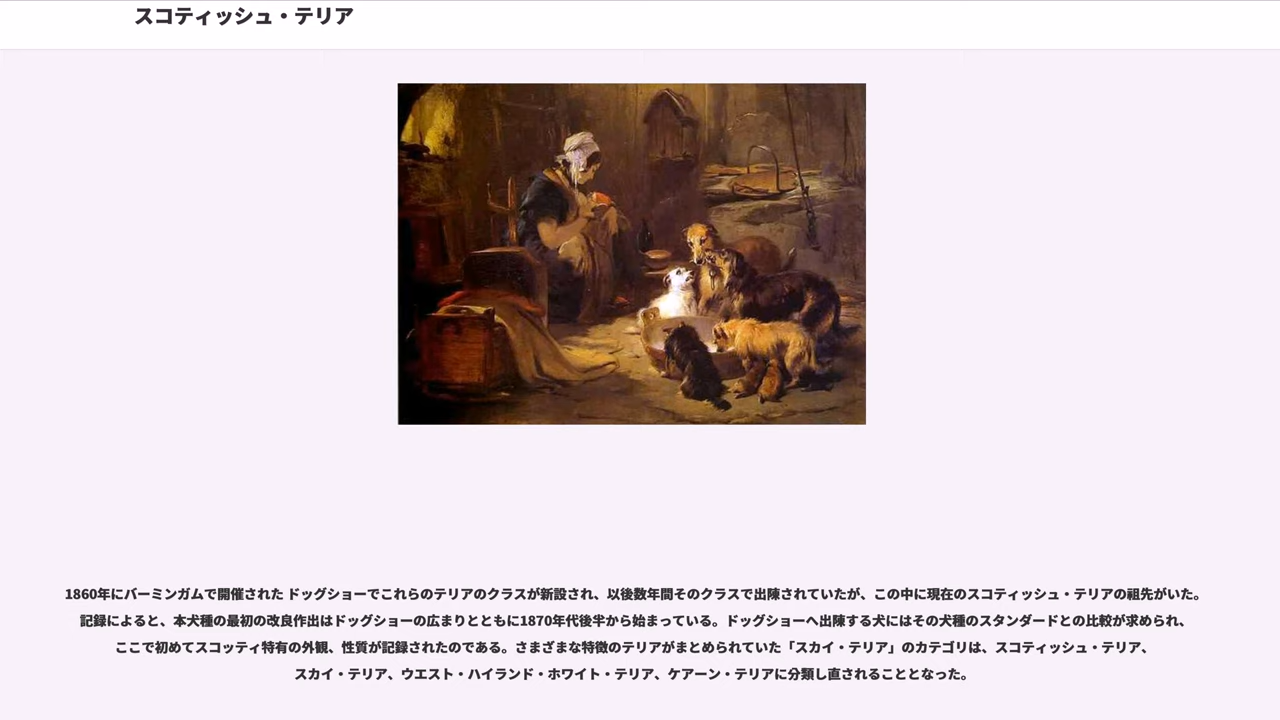 スコティッシュ・テリア
1860年にバーミンガムで開催された ドッグショーでこれらのテリアのクラスが新設され、以後数年間そのクラスで出陳されていたが、この中に現在のスコティッシュ・テリアの祖先がいた。
記録によると、本犬種の最初の改良作出はドッグショーの広まりとともに1870年代後半から始まっている。ドッグショーへ出陳する犬にはその犬種のスタンダードとの比較が求められ、
ここで初めてスコッティ特有の外観、性質が記録されたのである。さまざまな特徴のテリアがまとめられていた「スカイ・テリア」のカテゴリは、スコティッシュ・テリア、
スカイ・テリア、ウエスト・ハイランド・ホワイト・テリア、ケアーン・テリアに分類し直されることとなった。